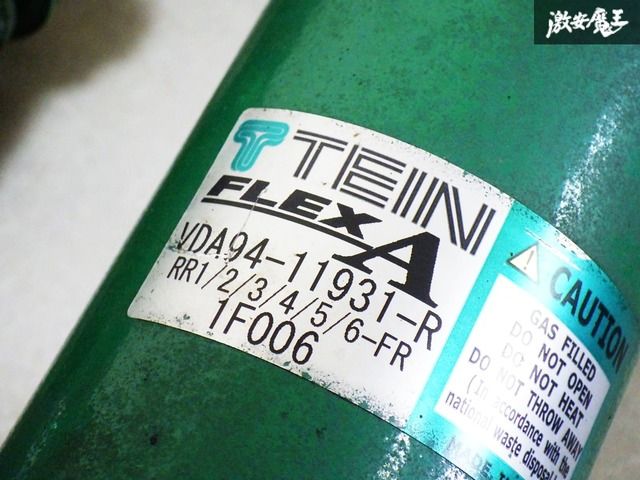 激安魔王
TEIN
FLEX A
VDA94-11931-R
RR1/2/3/4/5/6-FR
1F006
CAUTION
GAS FILLED
DO NOT OPEN
DO NOT HEAT
DO NOT THROW AWAY
(In accordance with the
national waste disposal
MADE